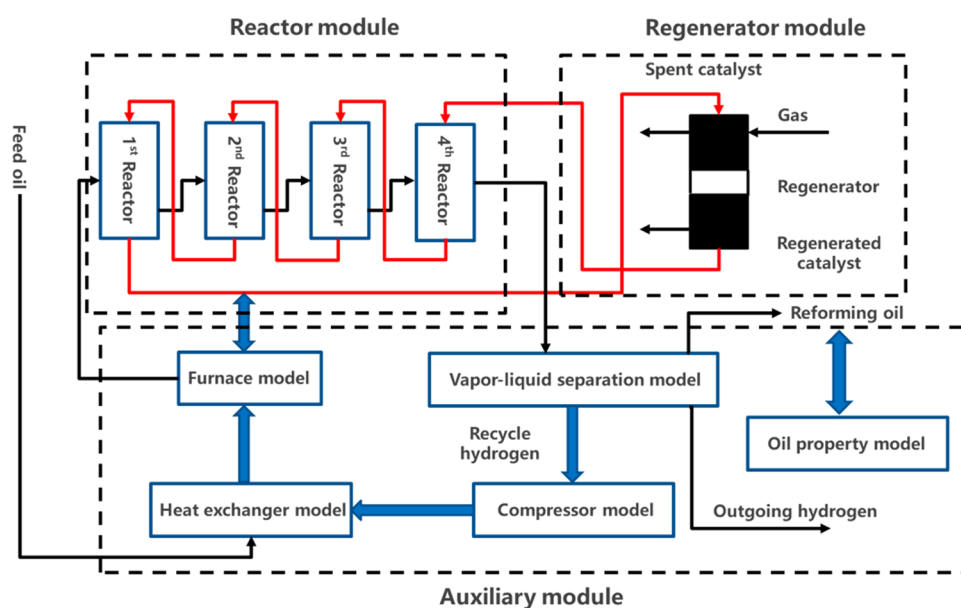 Reactor module
Regenerator module
Spent catalyst
Feed oil
1st Reactor
2nd Reactor
3rd Reactor
4th Reactor
Gas
Regenerator
Regenerated
catalyst
Reforming oil
Furnace model
Vapor-liquid separation model
Recycle
hydrogen
Oil property model
Heat exchanger model
Compressor model
Outgoing hydrogen
Auxiliary module